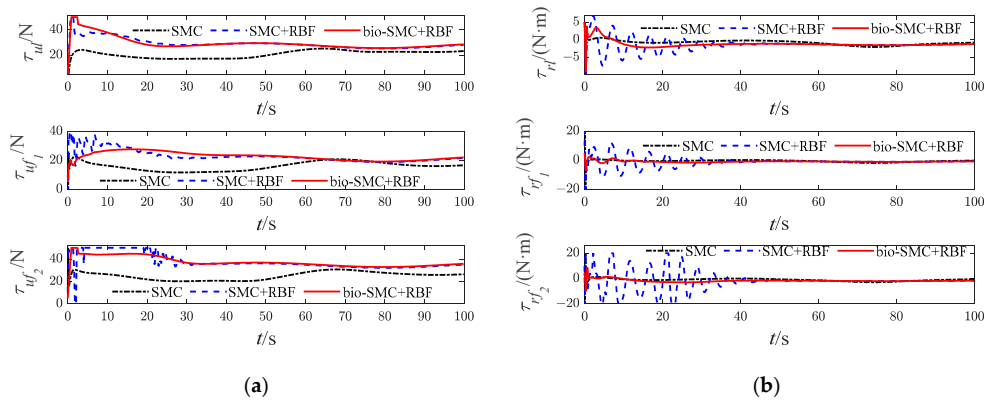 τul/N
40
20
SMC SMC+RBF bio-SMC+RBF
0 10 20 30 40 50 60 70 80 90 100
t/s
τuf1/N
40
20
0
SMC SMC+RBF bio-SMC+RBF
0 10 20 30 40 50 60 70 80 90 100
t/s
τuf2/N
40
20
0
SMC SMC+RBF bio-SMC+RBF
0 10 20 30 40 50 60 70 80 90 100
t/s
(a)
τrl/(N·m)
5
0
−5
SMC SMC+RBF bio-SMC+RBF
0 20 40 60 80 100
t/s
τrf1/(N·m)
20
0
−20
SMC SMC+RBF bio-SMC+RBF
0 20 40 60 80 100
t/s
τrf2/(N·m)
20
0
−20
SMC SMC+RBF bio-SMC+RBF
0 20 40 60 80 100
t/s
(b)